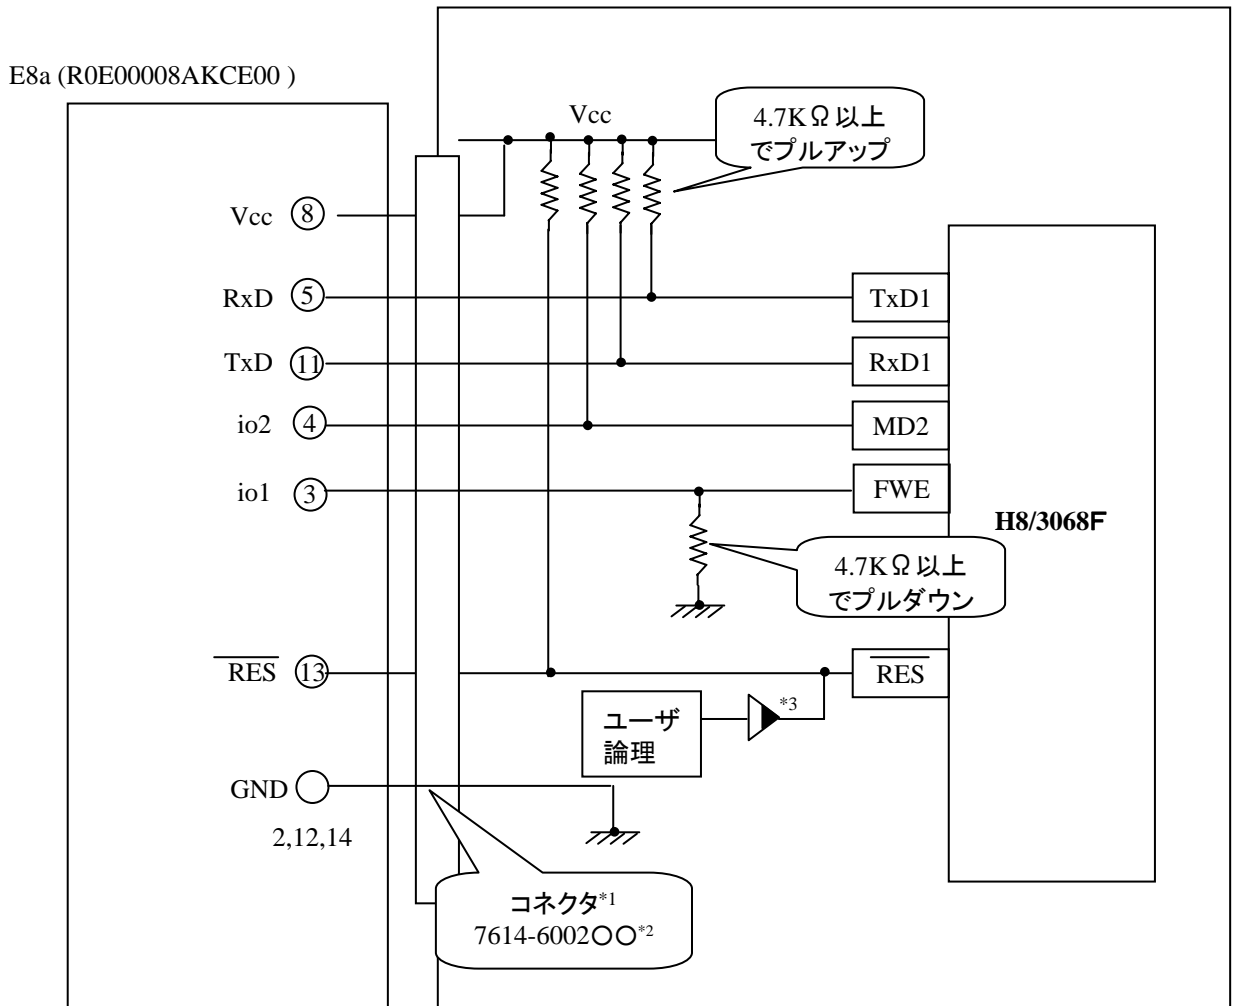 E8a (R0E00008AKCE00 )
Vcc
4.7KΩ以上
でプルアップ
Vcc ⑧
RxD ⑤
TxD1
TxD ⑪
RxD1
io2 ④
MD2
io1 ③
FWE
H8/3068F
4.7KΩ以上
でプルダウン
RES ⑬
RES
*3
ユーザ
論理
GND ○
2,12,14
コネクタ*1
7614-6002○○*2